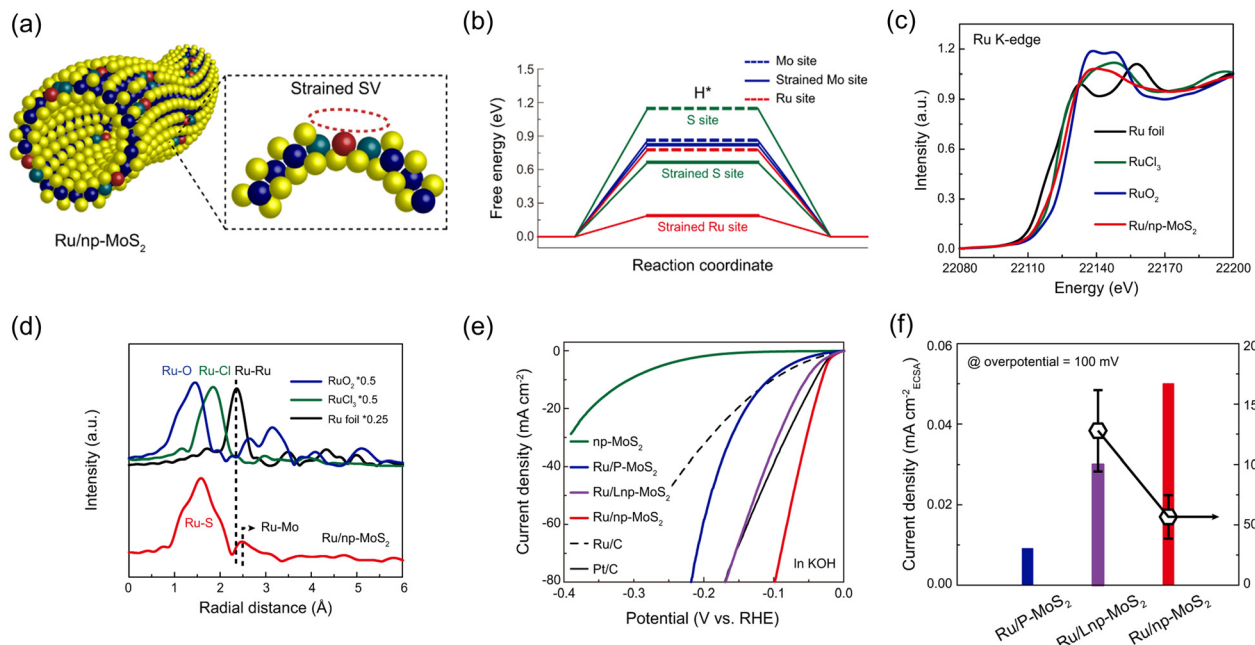 (a)
Strained SV
Ru/np-MoS2
(b)
Free energy (eV)
1.5
1.2
0.9
0.6
0.3
0.0
H*
Mo site
Strained Mo site
Ru site
S site
Strained S site
Strained Ru site
Reaction coordinate
(c)
Ru K-edge
Intensity (a.u.)
1.2
0.9
0.6
0.3
0.0
Ru foil
RuCl3
RuO2
Ru/np-MoS2
22080 22110 22140 22170 22200
Energy (eV)
(d)
Intensity (a.u.)
Ru-O Ru-Cl Ru-Ru
RuO2 *0.5
RuCl3 *0.5
Ru foil *0.25
Ru-S
Ru-Mo
Ru/np-MoS2
0 1 2 3 4 5 6
Radial distance (Å)
(e)
Current density (mA cm-2)
0
-20
-40
-60
-80
np-MoS2
Ru/P-MoS2
Ru/Lnp-MoS2
Ru/np-MoS2
Ru/C
Pt/C
In KOH
-0.4 -0.3 -0.2 -0.1 0.0
Potential (V vs. RHE)
(f)
Current density (mA cm-2ECSA)
0.06
0.04
0.02
0.00
@ overpotential = 100 mV
20
15
10
50
0
Ru/P-MoS2
Ru/Lnp-MoS2
Ru/np-MoS2